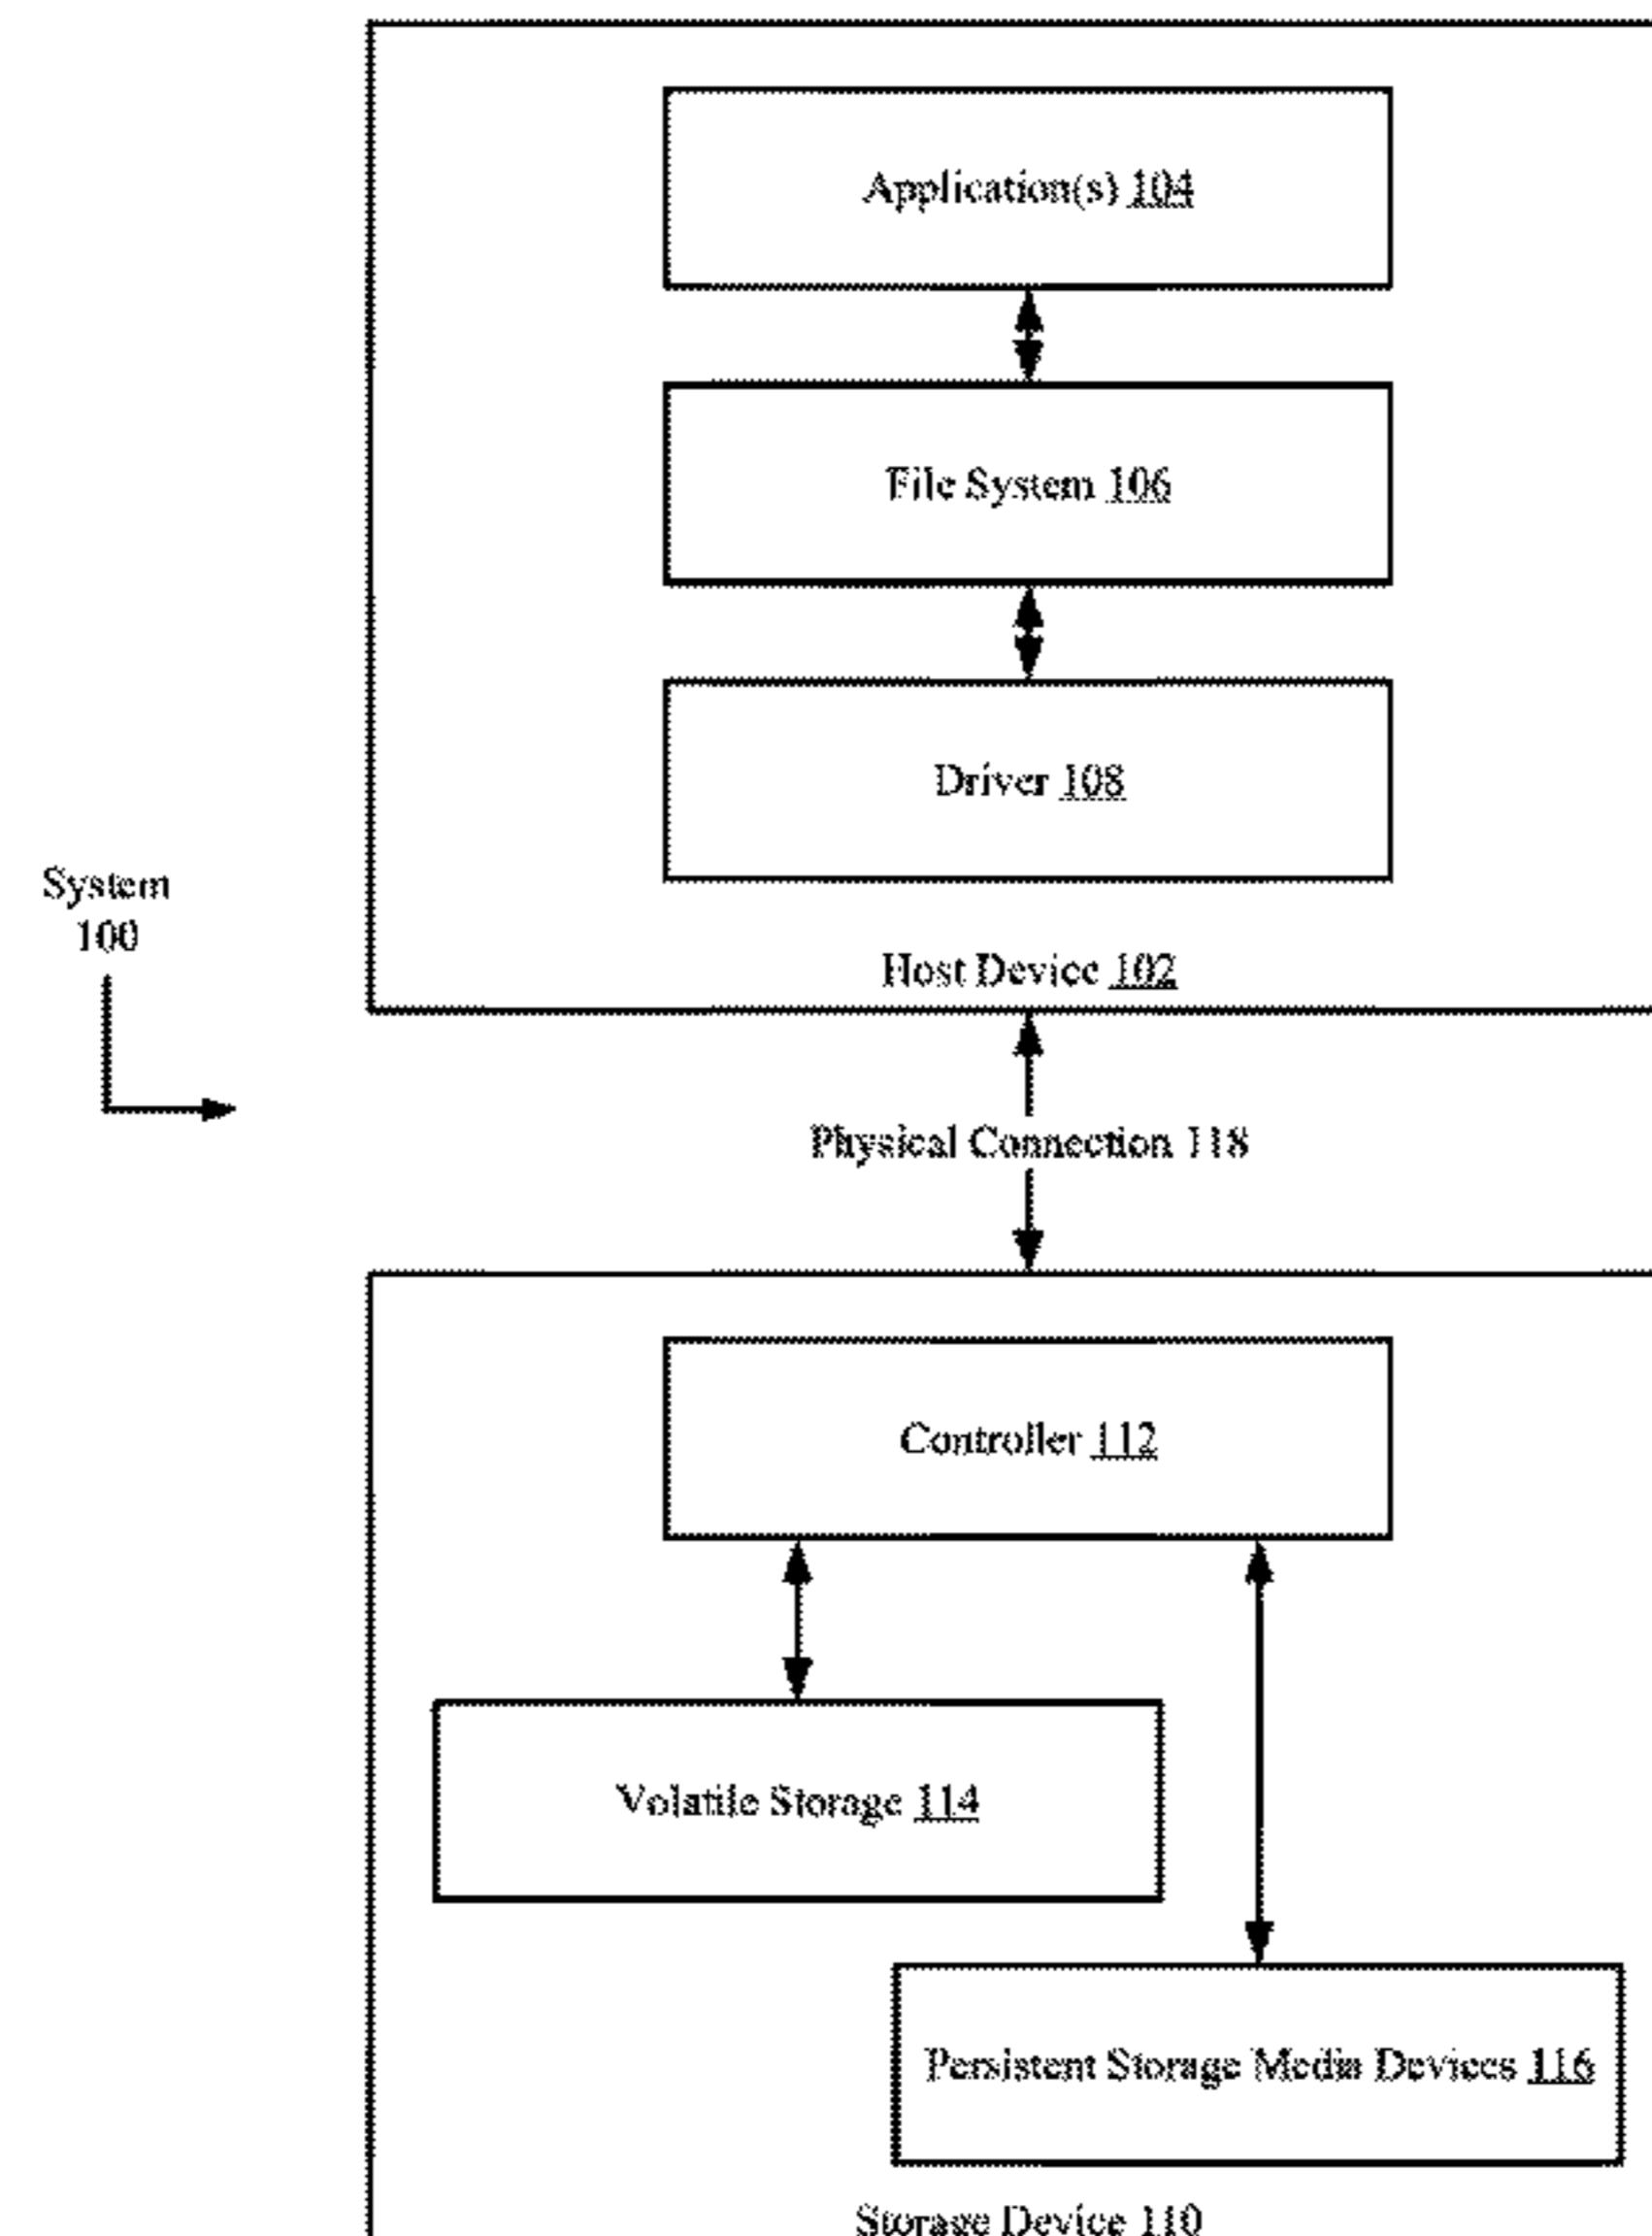 Application(s) 104
File System 106
Driver 108
System
100
Host Device 102
Physical Connection 118
Controller 112
Volatile Storage 114
Persistent Storage Media Devices 116
Storage Device 110